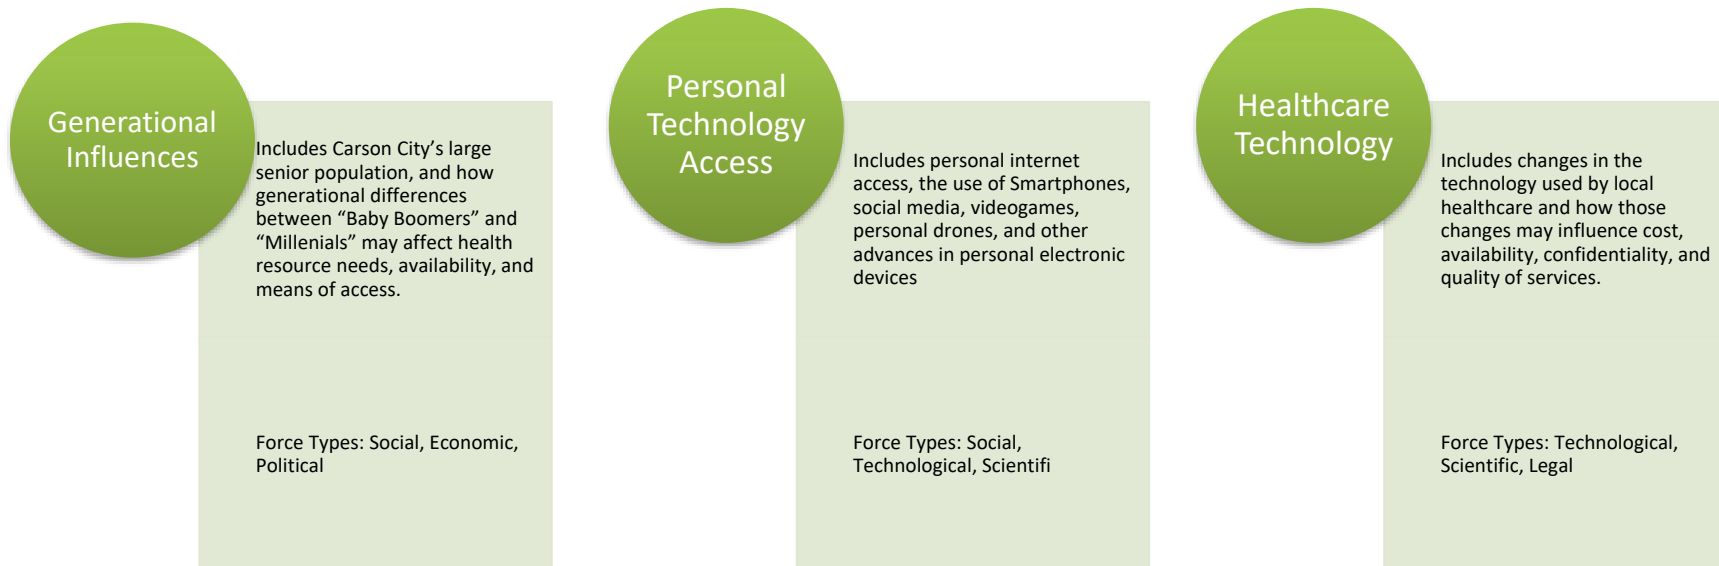 Generational
Influences
Includes Carson City’s large
senior population, and how
generational differences
between “Baby Boomers” and
“Millenials” may affect health
resource needs, availability, and
means of access.
Force Types: Social, Economic,
Political
Personal
Technology
Access
Includes personal internet
access, the use of Smartphones,
social media, videogames,
personal drones, and other
advances in personal electronic
devices
Force Types: Social,
Technological, Scientifi
Healthcare
Technology
Includes changes in the
technology used by local
healthcare and how those
changes may influence cost,
availability, confidentiality, and
quality of services.
Force Types: Technological,
Scientific, Legal